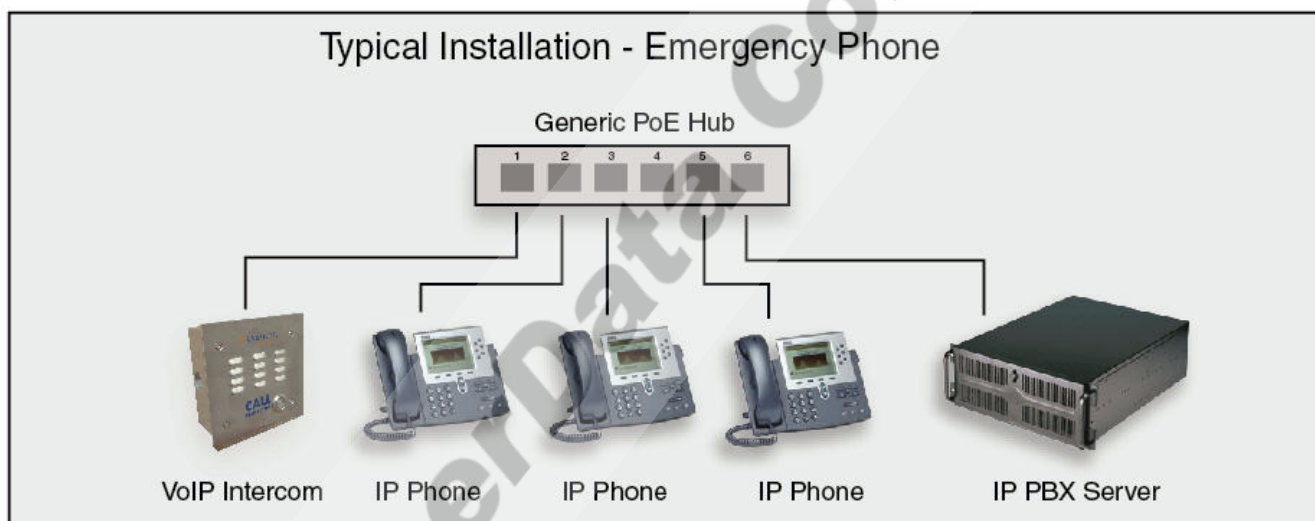 Typical Installation - Emergency Phone
Generic PoE Hub
1 2 3 4 5 6
CALL
VoIP Intercom IP Phone IP Phone IP Phone IP PBX Server